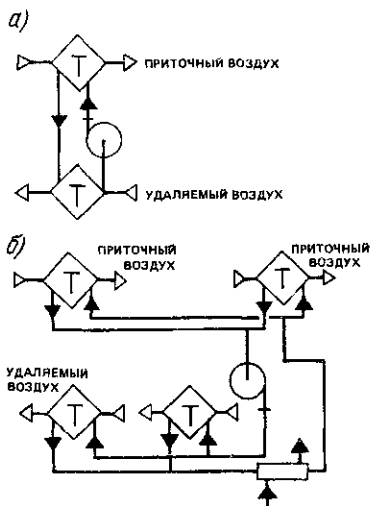 а)
Т
ПРИТОЧНЫЙ ВОЗДУХ
Т
УДАЛЯЕМЫЙ ВОЗДУХ
б)
ПРИТОЧНЫЙ
ВОЗДУХ
ПРИТОЧНЫЙ
ВОЗДУХ
Т
Т
УДАЛЯЕМЫЙ
ВОЗДУХ
Т
Т